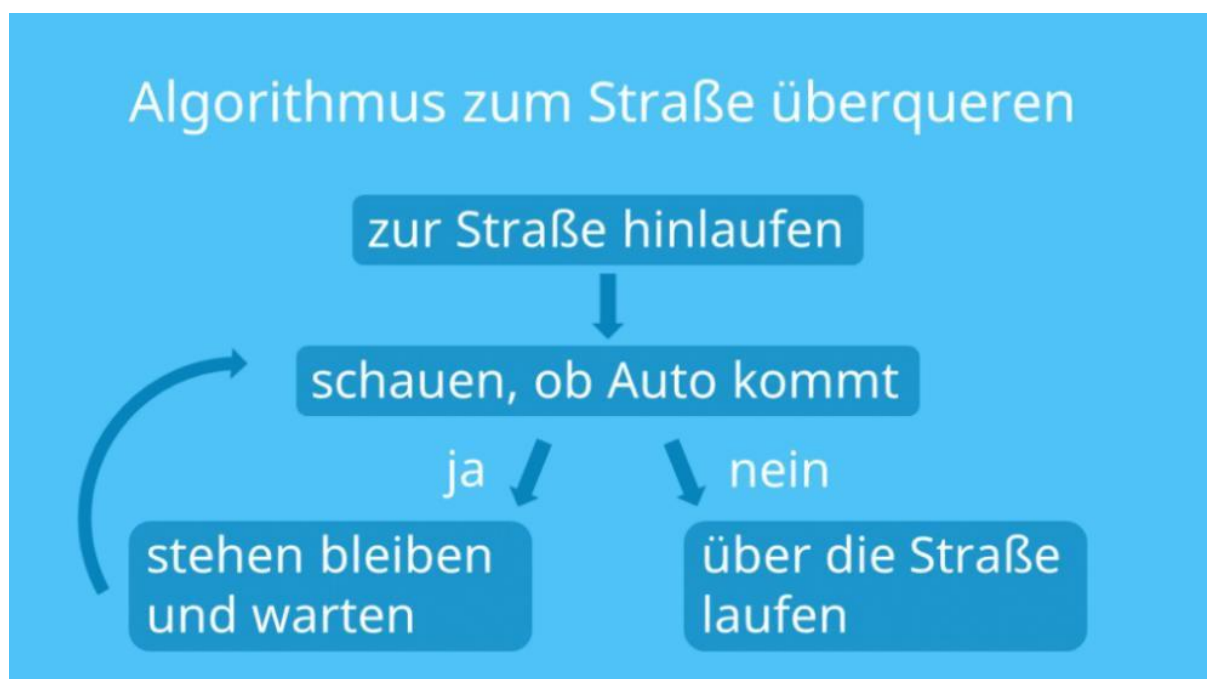 Algorithmus zum Straße überqueren
zur Straße hinlaufen
schauen, ob Auto kommt
ja
nein
stehen bleiben
und warten
über die Straße
laufen